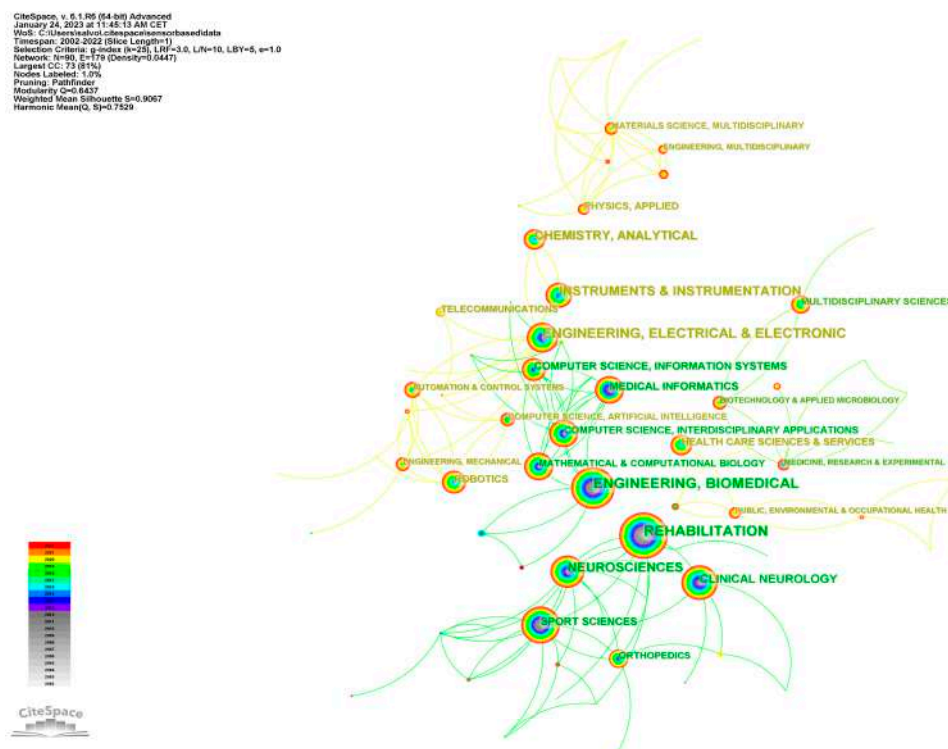 CiteSpace, v. 6.1.R6 (64-bit) Advanced
January 24, 2023 at 11:45:13 AM CET
WoS: C:\Users\salvo\.citespace\sensorbased\data
Timespan: 2002-2022 (Slice Length=1)
Selection Criteria: g-index (k=25), LRF=3.0, L/N=10, LBY=5, e=1.0
Network: N=90, E=179 (Density=0.0447)
Largest CC: 73 (81%)
Nodes Labeled: 1.0%
Pruning: Pathfinder
Modularity Q=0.6437
Weighted Mean Silhouette S=0.9067
Harmonic Mean(Q, S)=0.7529
MATERIALS SCIENCE, MULTIDISCIPLINARY
ENGINEERING, MULTIDISCIPLINARY
PHYSICS, APPLIED
CHEMISTRY, ANALYTICAL
INSTRUMENTS & INSTRUMENTATION
MULTIDISCIPLINARY SCIENCES
TELECOMMUNICATIONS
ENGINEERING, ELECTRICAL & ELECTRONIC
COMPUTER SCIENCE, INFORMATION SYSTEMS
AUTOMATION & CONTROL SYSTEMS
MEDICAL INFORMATICS
BIOTECHNOLOGY & APPLIED MICROBIOLOGY
COMPUTER SCIENCE, ARTIFICIAL INTELLIGENCE
COMPUTER SCIENCE, INTERDISCIPLINARY APPLICATIONS
HEALTH CARE SCIENCES & SERVICES
ENGINEERING, MECHANICAL
MATHEMATICAL & COMPUTATIONAL BIOLOGY
MEDICINE, RESEARCH & EXPERIMENTAL
ROBOTICS
ENGINEERING, BIOMEDICAL
PUBLIC, ENVIRONMENTAL & OCCUPATIONAL HEALTH
REHABILITATION
NEUROSCIENCES
CLINICAL NEUROLOGY
SPORT SCIENCES
ORTHOPEDICS
CiteSpace